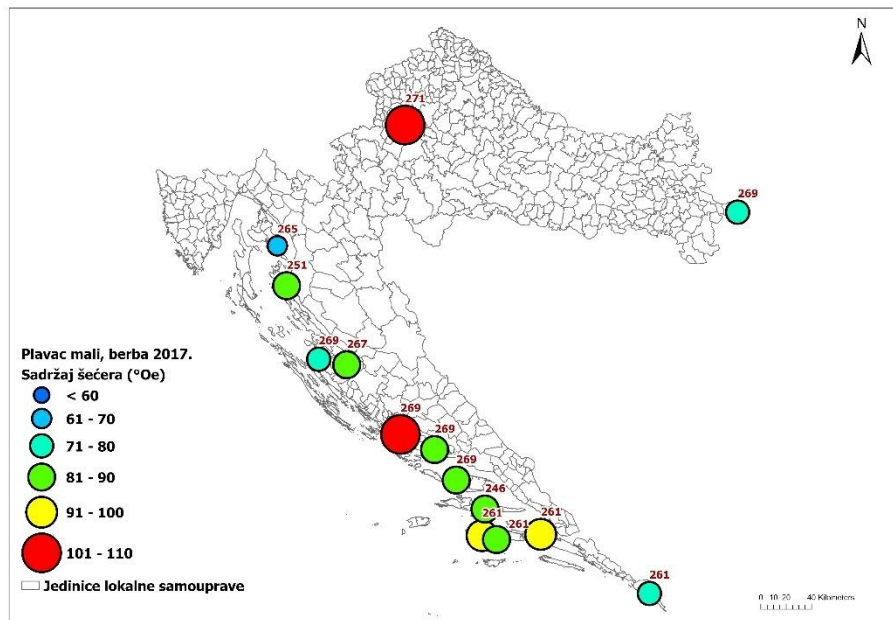 N
271
269
265
251
269
267
269
269
269
246
261
261
261
261
Plavac mali, berba 2017.
Sadržaj šećera (°Oe)
< 60
61 - 70
71 - 80
81 - 90
91 - 100
101 - 110
Jedinice lokalne samouprave
0 10 20 40 Kilometers